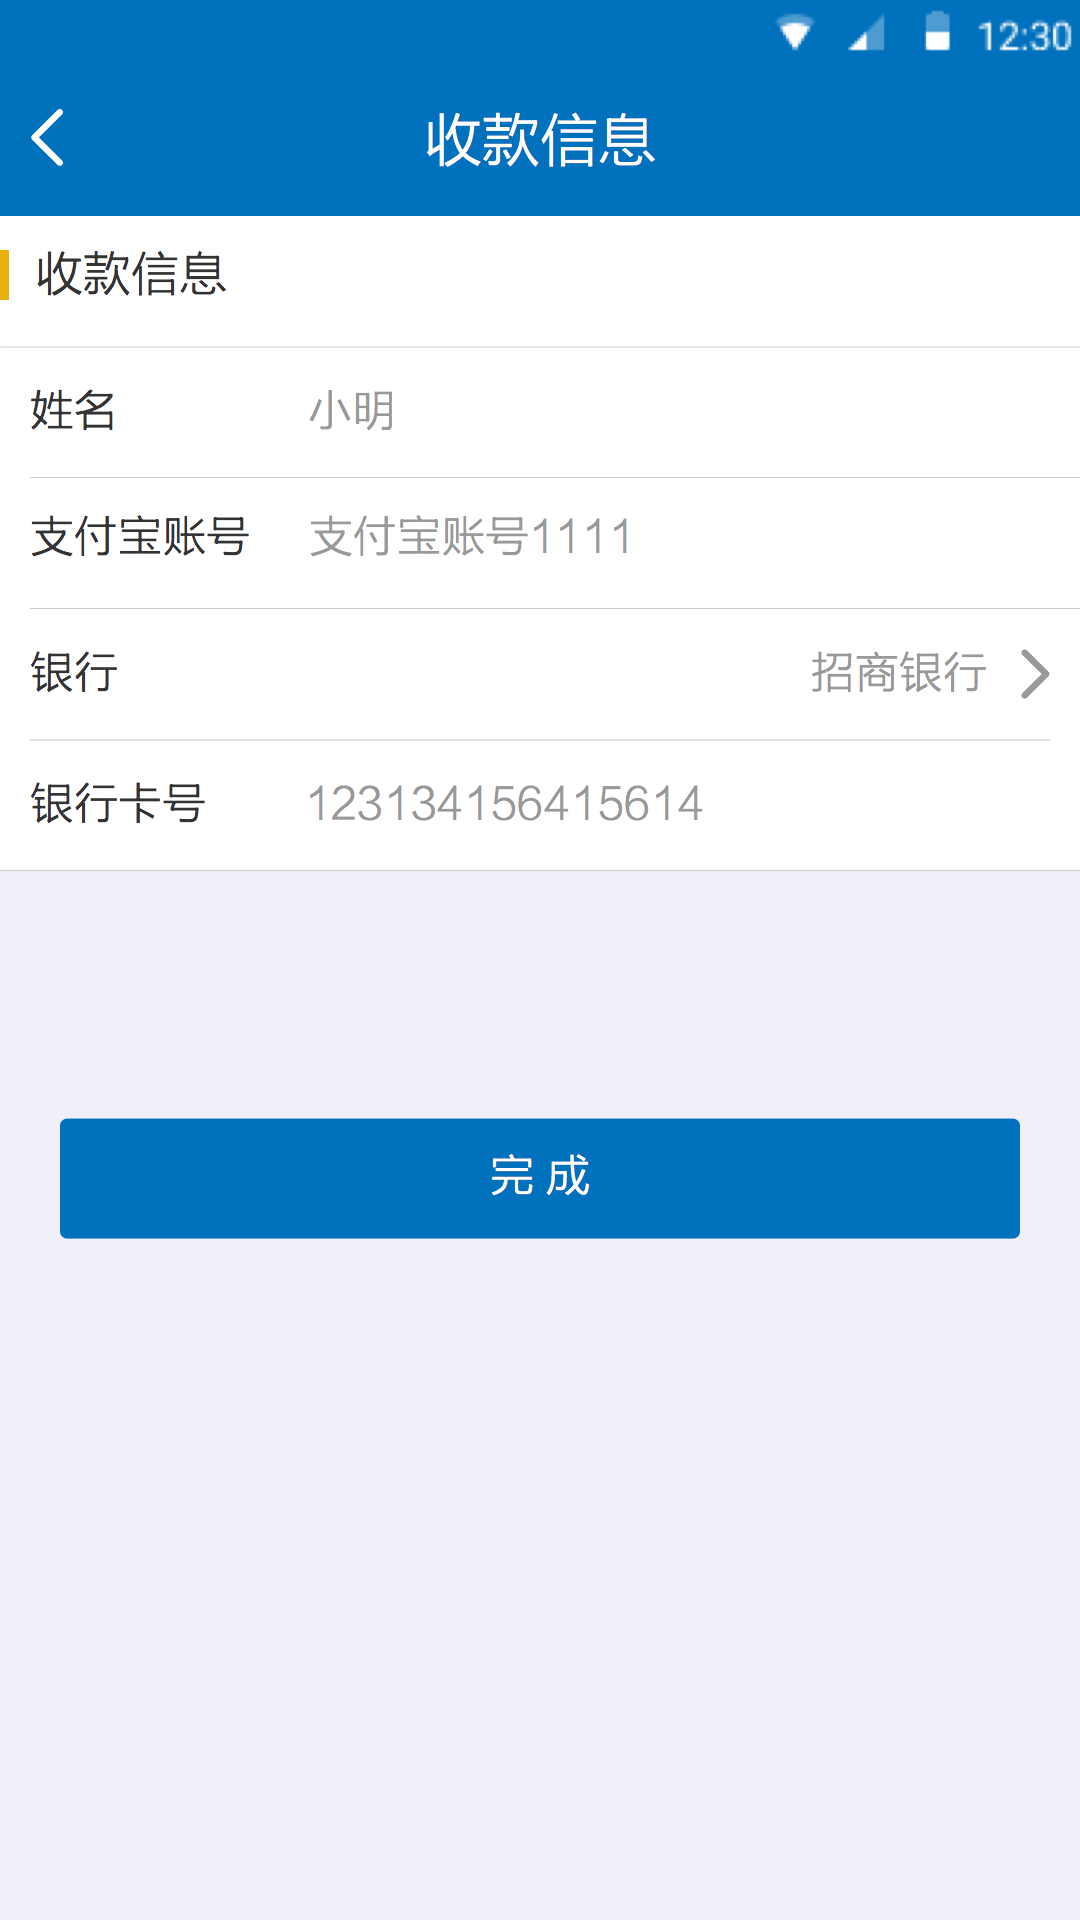 12:30
收款信息
收款信息
姓名 小明
支付宝账号 支付宝账号1111
银行 招商银行
银行卡号 123134156415614
完 成